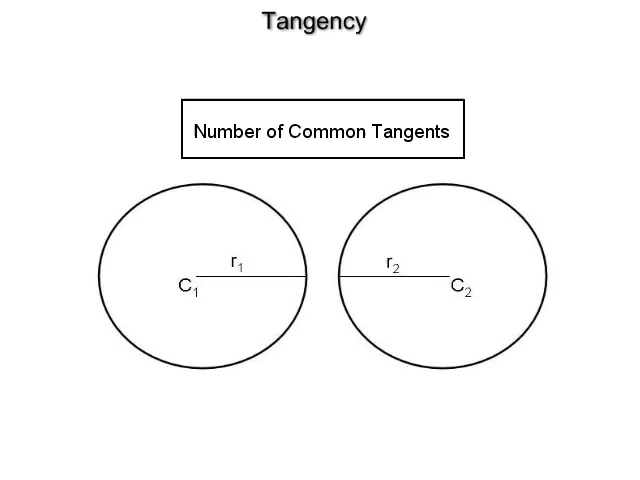 Tangency
Number of Common Tangents
r₁
r₂
C₁
C₂